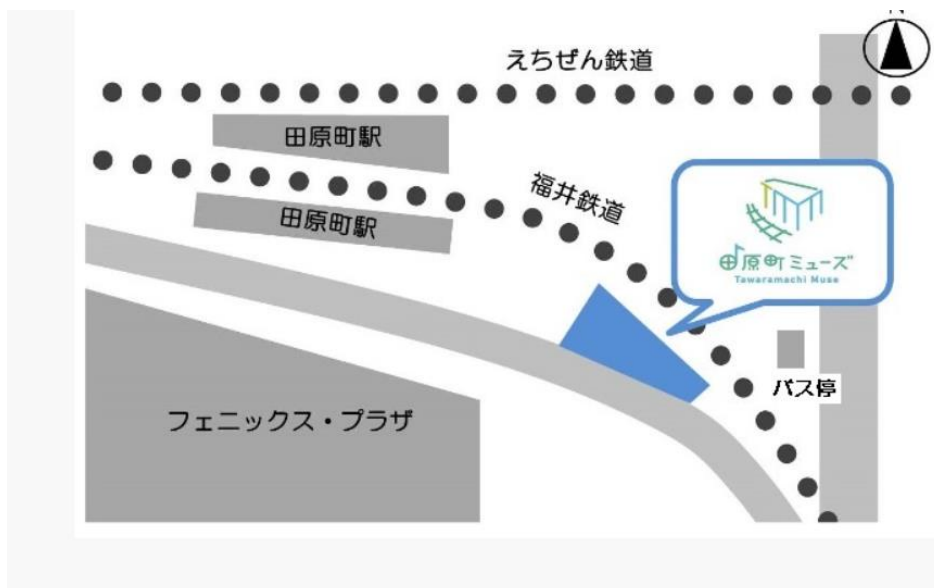 N
えちぜん鉄道
田原町駅
福井鉄道
田原町駅
田原町ミューズ
Tawaramachi Muse
バス停
フェニックス・プラザ